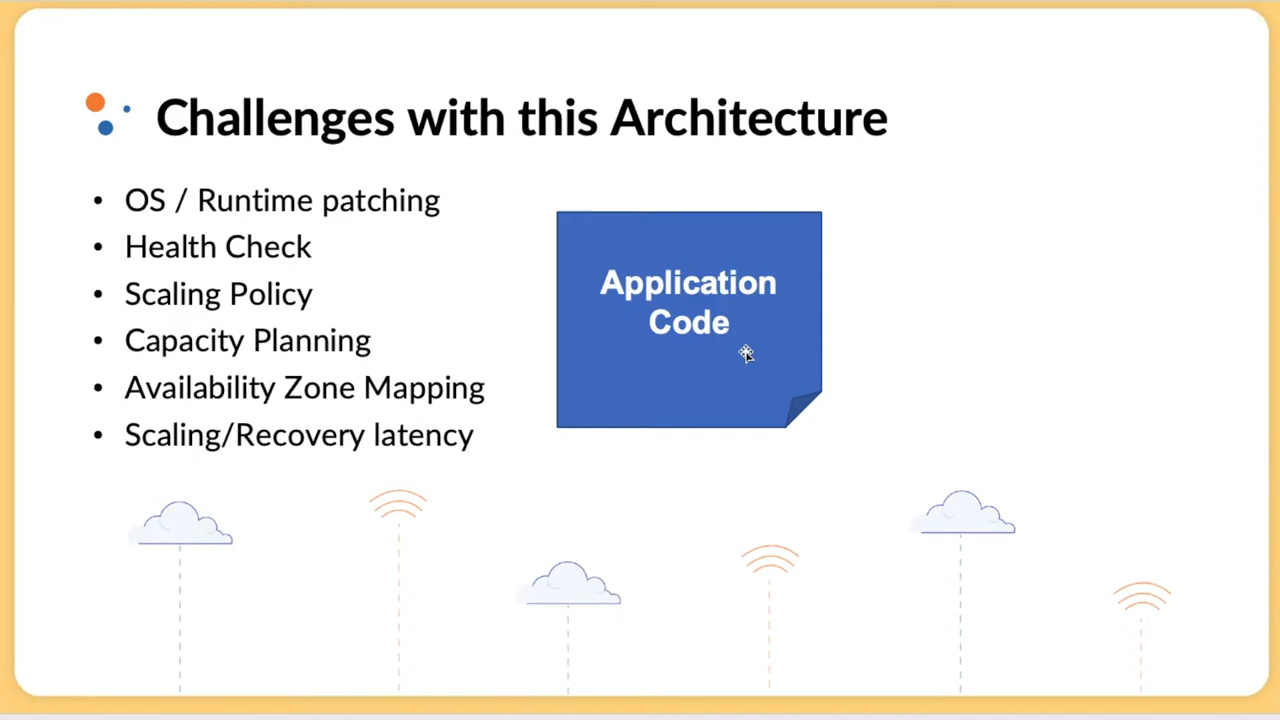 Challenges with this Architecture
• OS / Runtime patching
• Health Check
• Scaling Policy
• Capacity Planning
• Availability Zone Mapping
• Scaling/Recovery latency
Application
Code